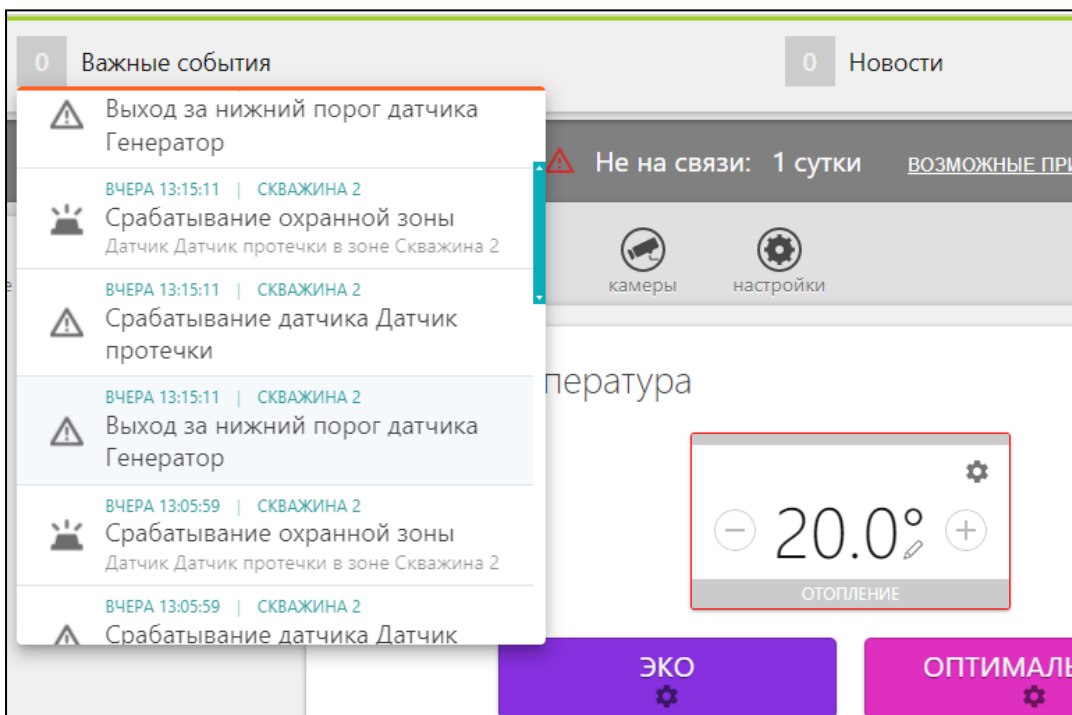 0 Важные события
0 Новости
Выход за нижний порог датчика
Генератор
ВЧЕРА 13:15:11 | СКВАЖИНА 2
Срабатывание охранной зоны
Датчик Датчик протечки в зоне Скважина 2
ВЧЕРА 13:15:11 | СКВАЖИНА 2
Срабатывание датчика Датчик
протечки
ВЧЕРА 13:15:11 | СКВАЖИНА 2
Выход за нижний порог датчика
Генератор
ВЧЕРА 13:05:59 | СКВАЖИНА 2
Срабатывание охранной зоны
Датчик Датчик протечки в зоне Скважина 2
ВЧЕРА 13:05:59 | СКВАЖИНА 2
Срабатывание датчика Датчик
Не на связи: 1 сутки ВОЗМОЖНЫЕ ПРИ
камеры настройки
пература
20.0°
ОТОПЛЕНИЕ
ЭКО
ОПТИМАЛЬ